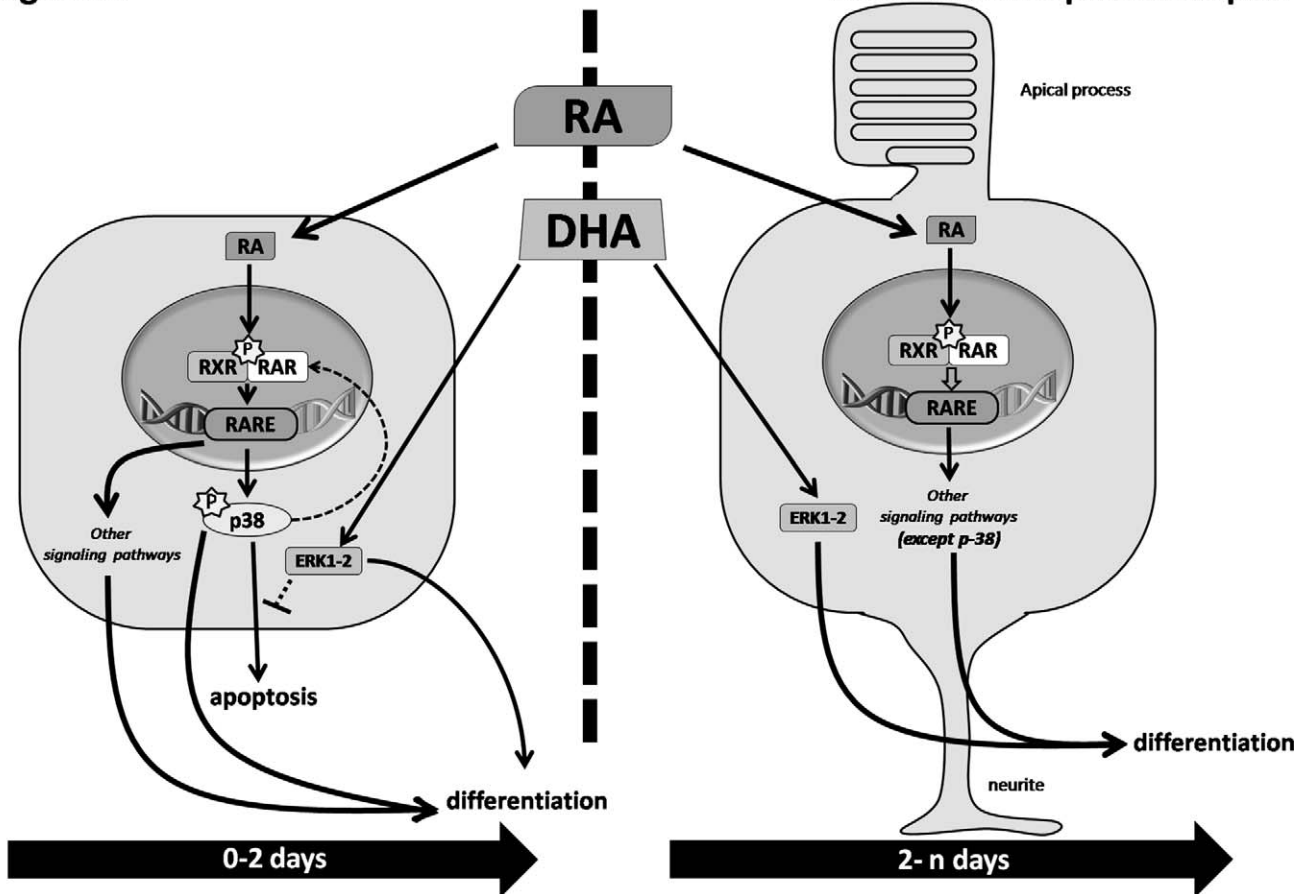 RA
DHA
Apical process
RA
P
RXR
RAR
RARE
P
p38
Other
signaling pathways
ERK1-2
apoptosis
differentiation
0-2 days
RA
P
RXR
RAR
RARE
ERK1-2
Other
signaling pathways
(except p-38)
differentiation
neurite
2- n days